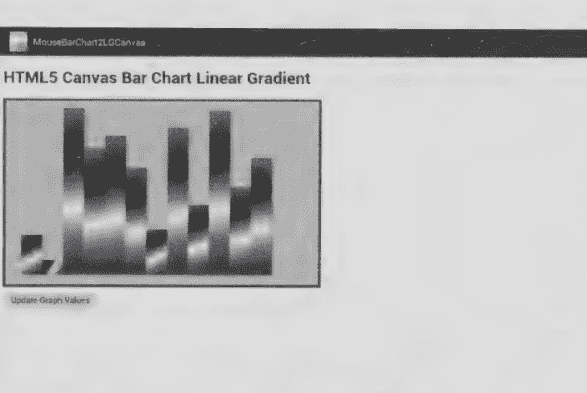 MouseBarChart2LGCanvas
HTML5 Canvas Bar Chart Linear Gradient
Update Graph Values